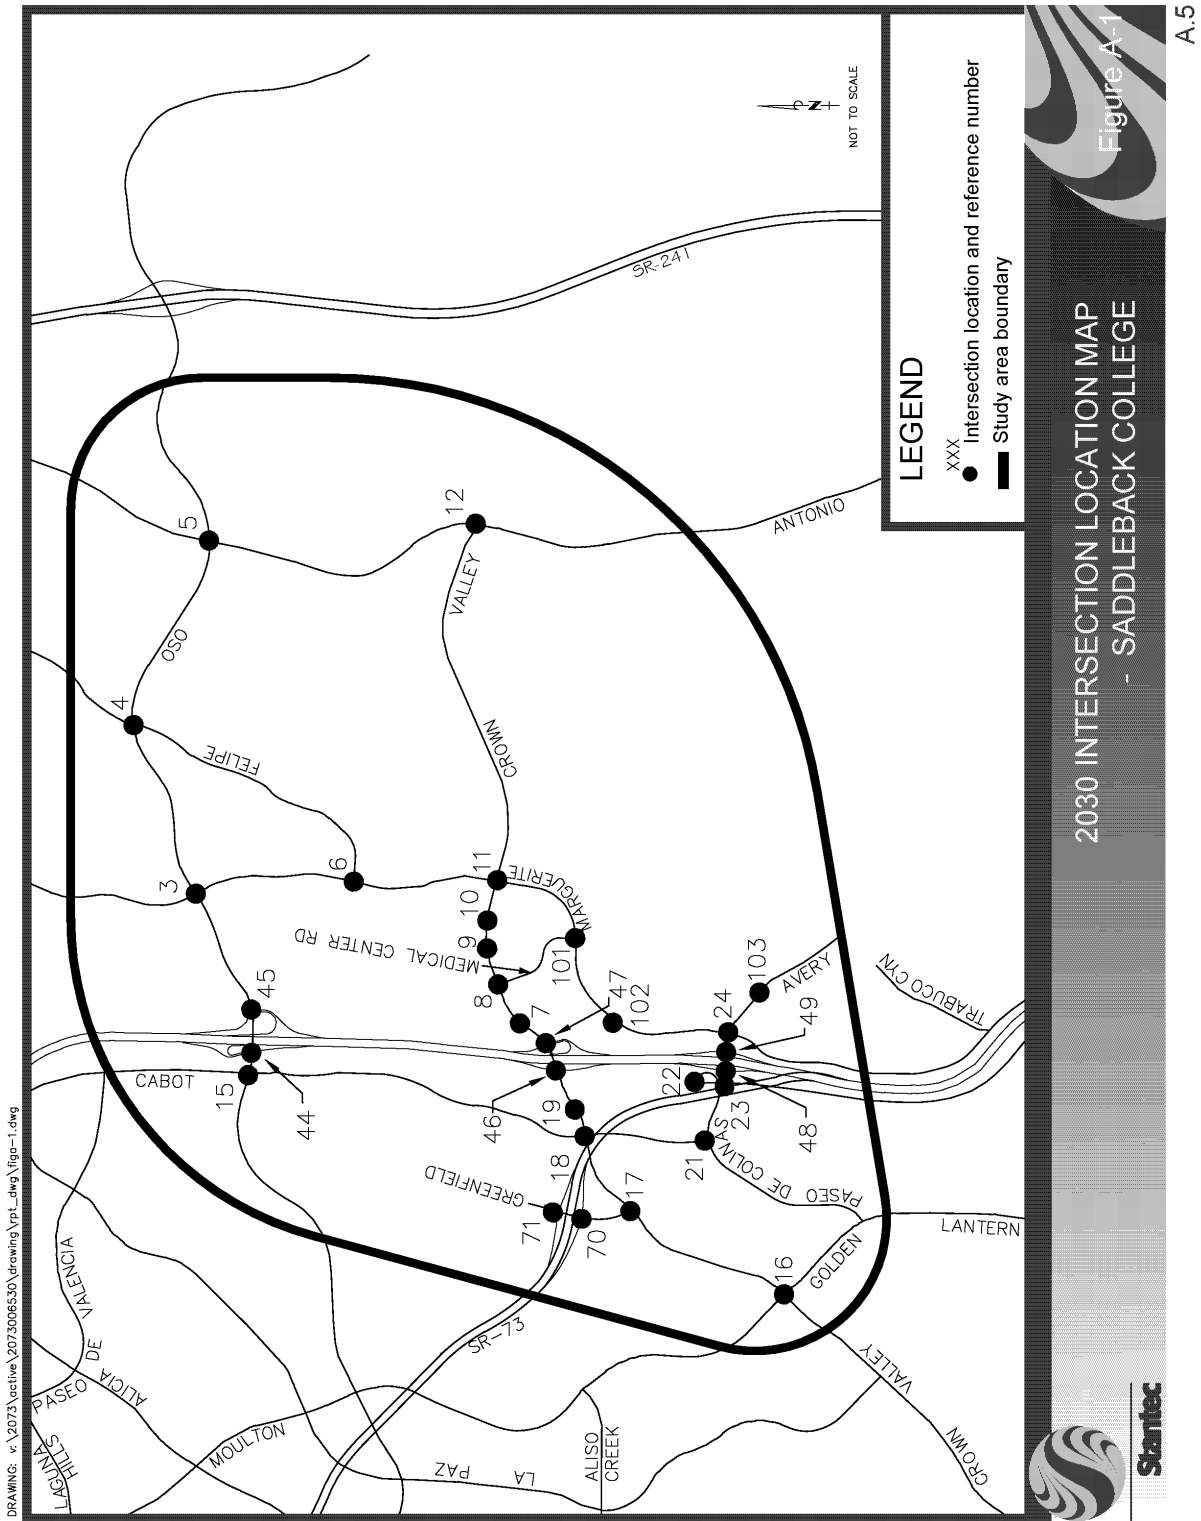 DRAWING: v:\2073\active\2073006530\drawing\rpt_dwg\figa-1.dwg
LAGUNA
HILLS
PASEO
DE
VALENCIA
ALICIA
MOULTON
LA
PAZ
ALISO
CREEK
SR-73
CABOT
OSO
FELIPE
VALLEY
CROWN
ANTONIO
SR-241
MARGUERITE
MEDICAL CENTER RD
GREENFIELD
AVERY
TRABUCO CYN
PASEO
DE COLINAS
GOLDEN
LANTERN
VALLEY
CROWN
3
4
5
6
7
8
9
10
11
12
15
16
17
18
19
21
22
23
24
44
45
46
47
48
49
70
71
101
102
103
N
NOT TO SCALE
LEGEND
XXX
Intersection location and reference number
Study area boundary
Stantec
2030 INTERSECTION LOCATION MAP
- SADDLEBACK COLLEGE
Figure A-1
A.5